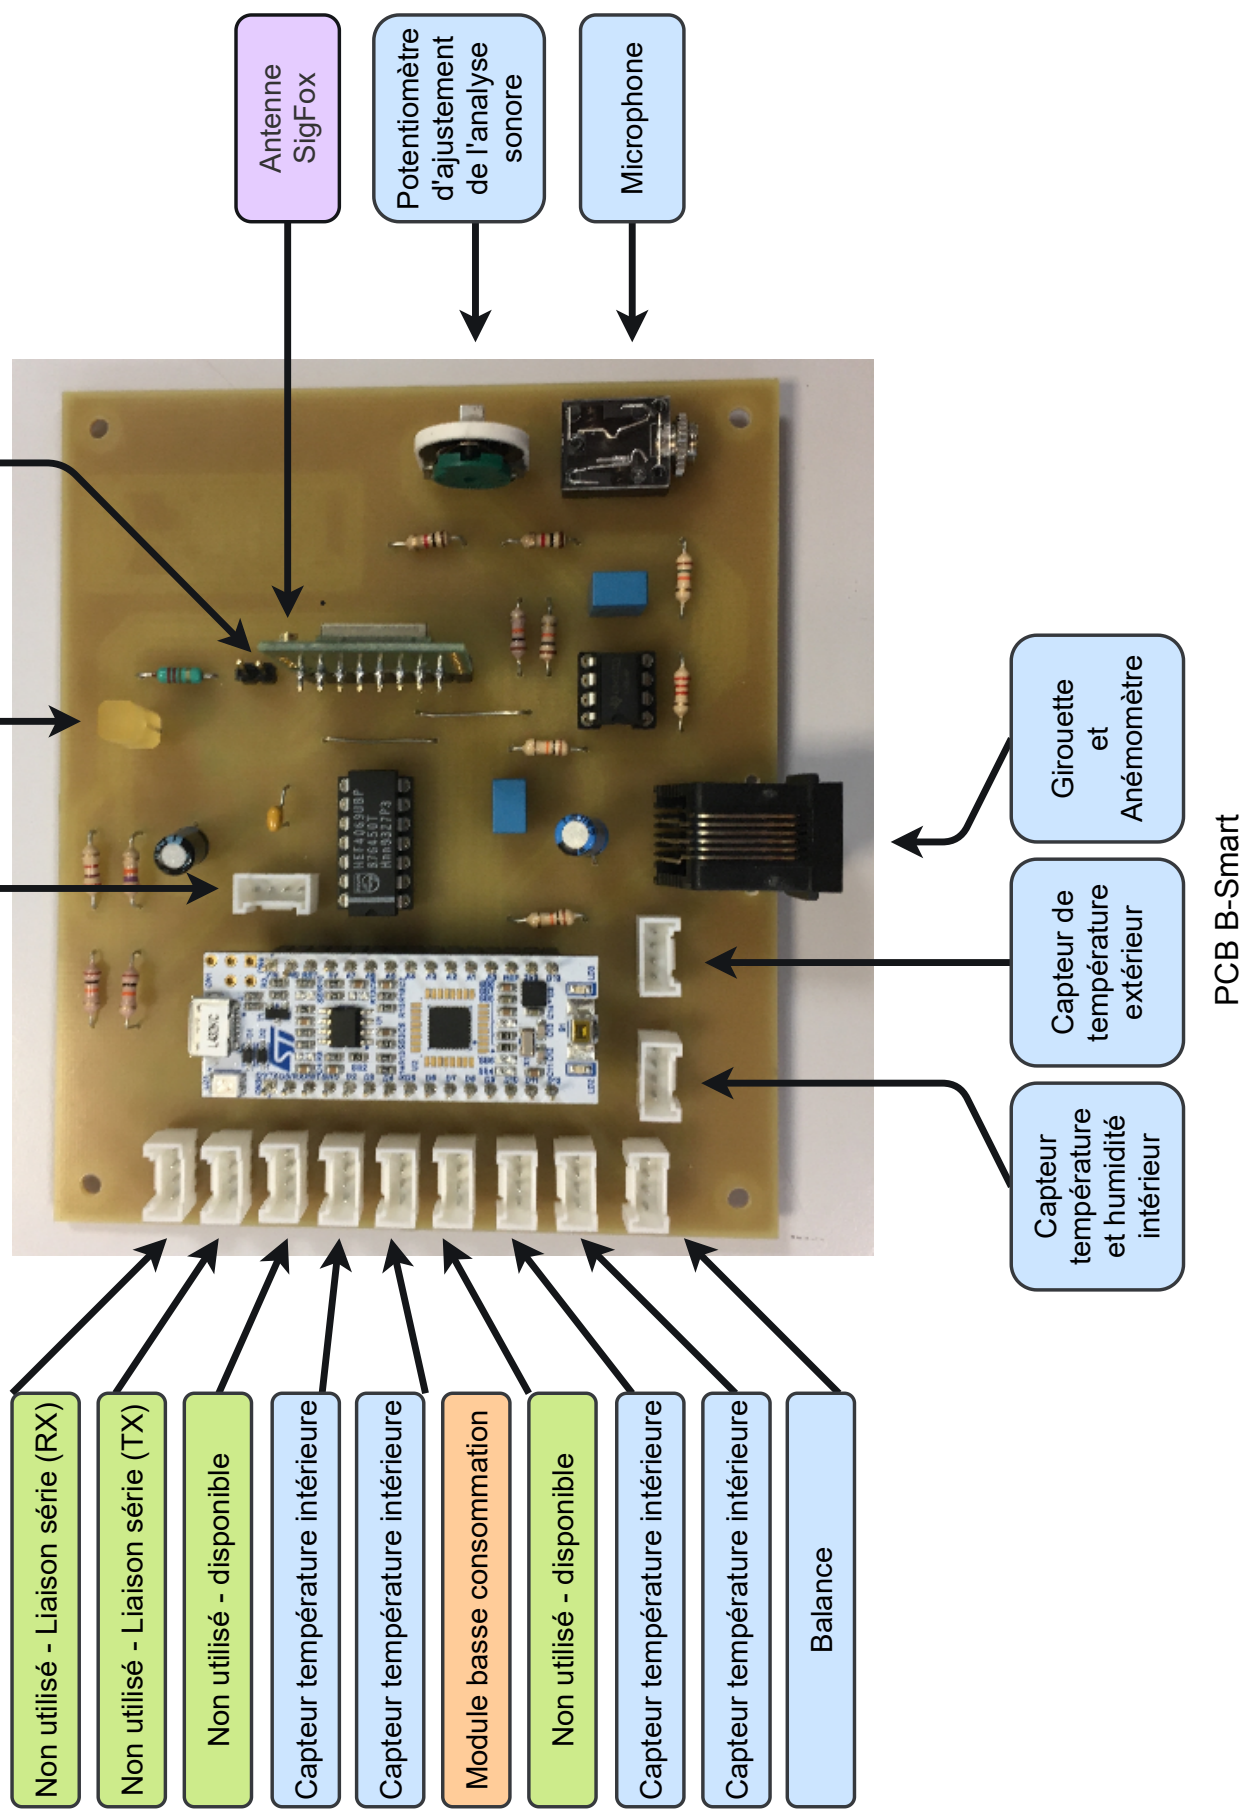 Antenne
SigFox
Potentiomètre
d'ajustement
de l'analyse
sonore
Microphone
Girouette
et
Anémomètre
Capteur de
température
extérieur
Capteur
température
et humidité
intérieur
PCB B-Smart
Non utilisé - Liaison série (RX)
Non utilisé - Liaison série (TX)
Non utilisé - disponible
Capteur température intérieure
Capteur température intérieure
Module basse consommation
Non utilisé - disponible
Capteur température intérieure
Capteur température intérieure
Balance
HEF4069UBP